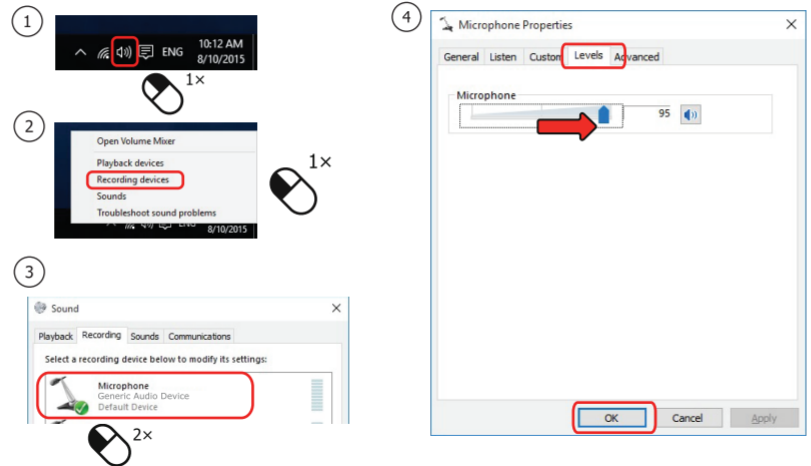 1
ENG
10:12 AM
8/10/2015
1×
2
Open Volume Mixer
Playback devices
Recording devices
Sounds
Troubleshoot sound problems
8/10/2015
1×
3
Sound
Playback Recording Sounds Communications
Select a recording device below to modify its settings:
Microphone
Generic Audio Device
Default Device
2×
4
Microphone Properties
General Listen Custom Levels Advanced
Microphone
95
OK Cancel Apply